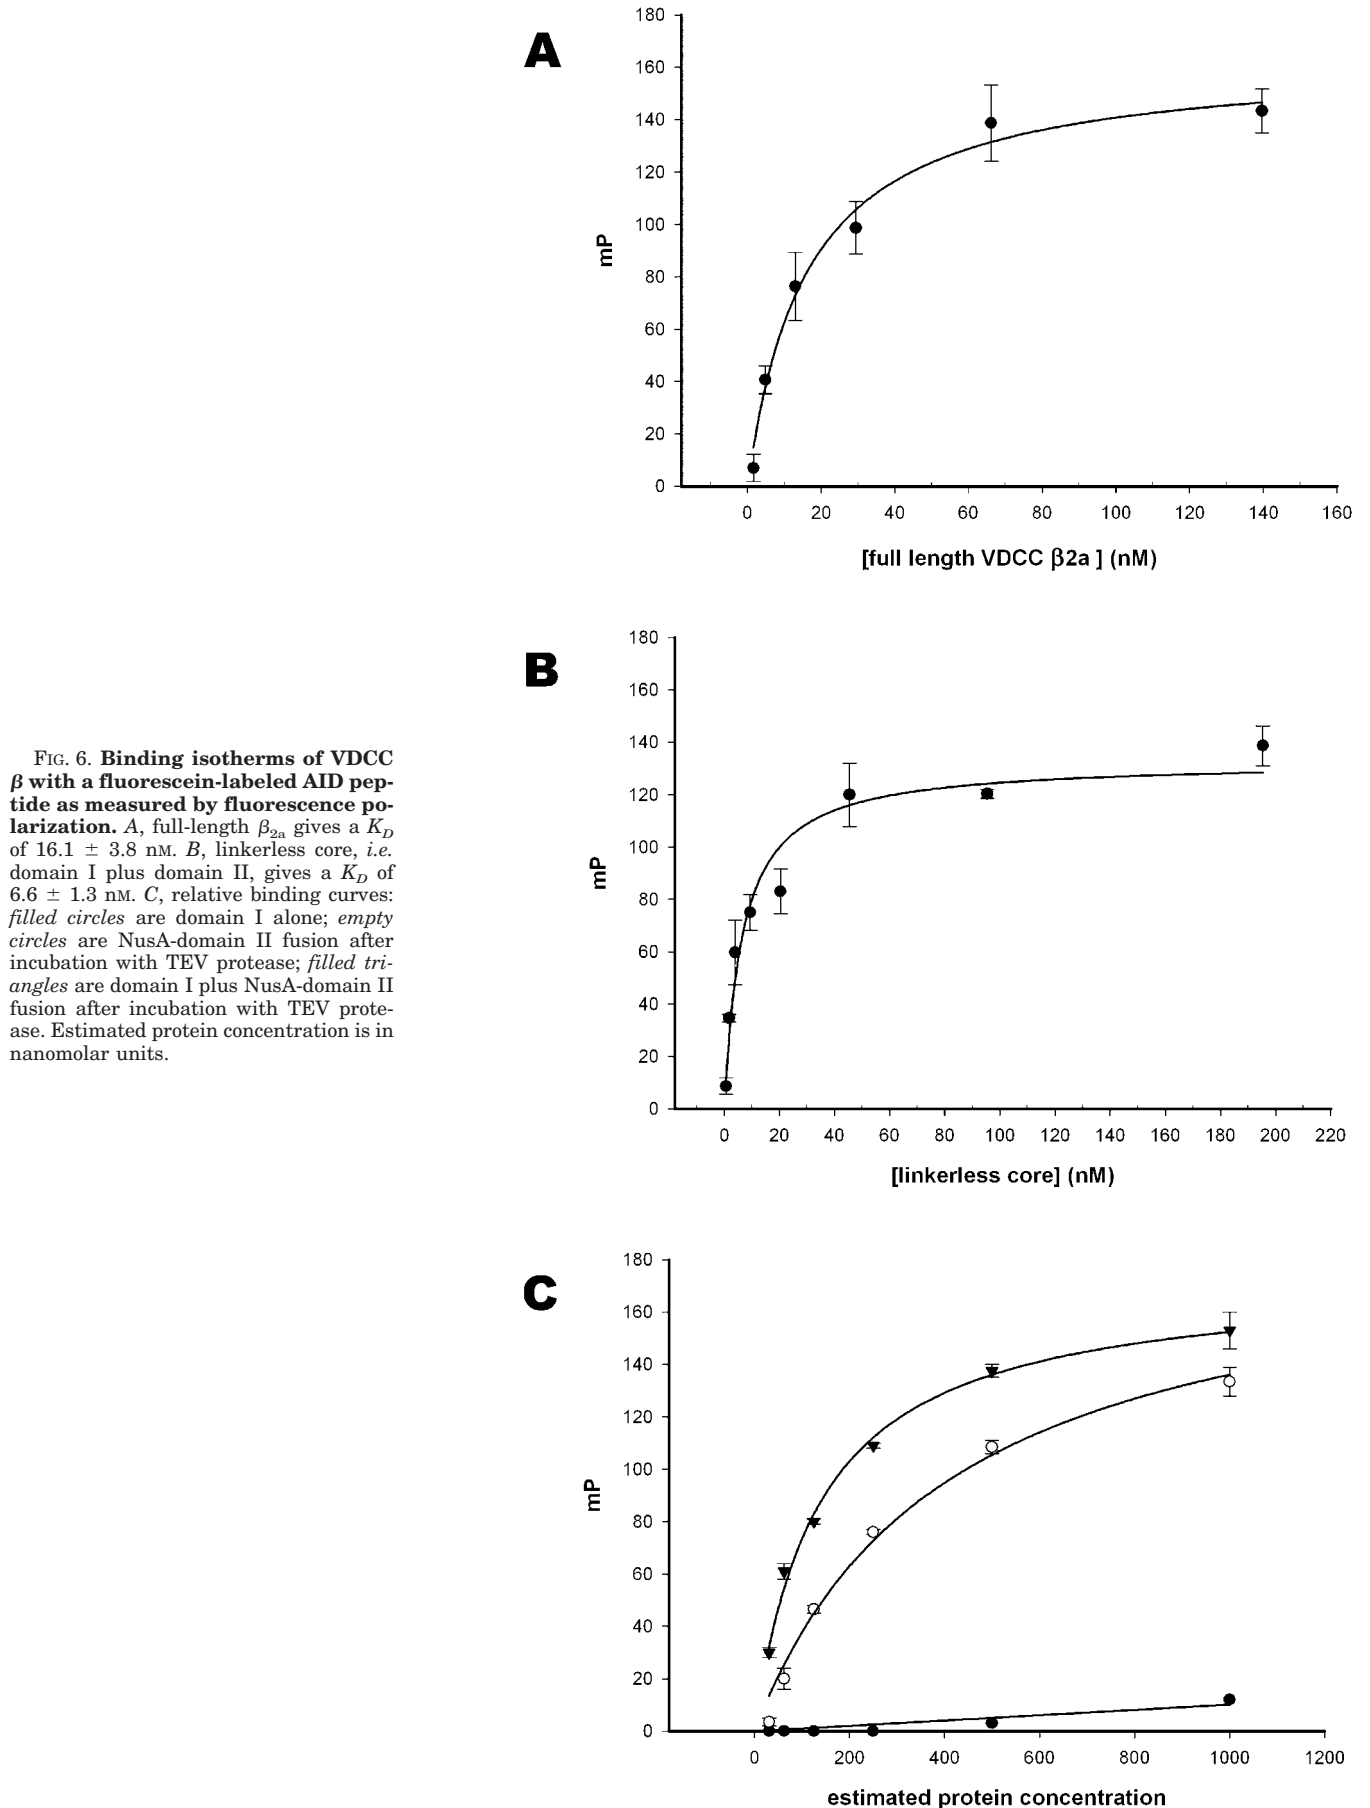 A
180
160
140
120
100
80
60
40
20
0
mP
0 20 40 60 80 100 120 140 160
[full length VDCC β2a ] (nM)
B
180
160
140
120
100
80
60
40
20
0
mP
0 20 40 60 80 100 120 140 160 180 200 220
[linkerless core] (nM)
FIG. 6. Binding isotherms of VDCC
β with a fluorescein-labeled AID pep-
tide as measured by fluorescence po-
larization. A, full-length β2a gives a KD
of 16.1 ± 3.8 nM. B, linkerless core, i.e.
domain I plus domain II, gives a KD of
6.6 ± 1.3 nM. C, relative binding curves:
filled circles are domain I alone; empty
circles are NusA-domain II fusion after
incubation with TEV protease; filled tri-
angles are domain I plus NusA-domain II
fusion after incubation with TEV prote-
ase. Estimated protein concentration is in
nanomolar units.
C
180
160
140
120
100
80
60
40
20
0
mP
0 200 400 600 800 1000 1200
estimated protein concentration